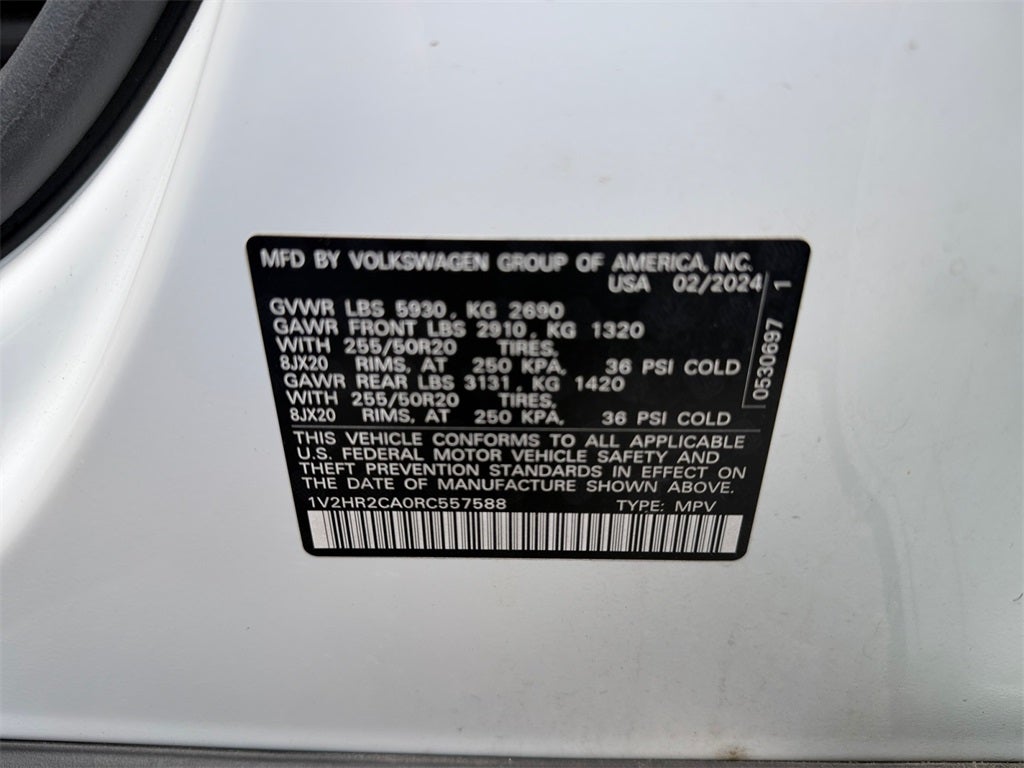 MFD BY VOLKSWAGEN GROUP OF AMERICA, INC.
USA 02/2024
GVWR LBS 5930, KG 2690
GAWR FRONT LBS 2910, KG 1320
WITH 255/50R20 TIRES,
8JX20 RIMS, AT 250 KPA, 36 PSI COLD
GAWR REAR LBS 3131, KG 1420
WITH 255/50R20 TIRES,
8JX20 RIMS, AT 250 KPA, 36 PSI COLD
0530697 1
THIS VEHICLE CONFORMS TO ALL APPLICABLE
U.S. FEDERAL MOTOR VEHICLE SAFETY AND
THEFT PREVENTION STANDARDS IN EFFECT ON
THE DATE OF MANUFACTURE SHOWN ABOVE.
1V2HR2CA0RC557588 TYPE: MPV